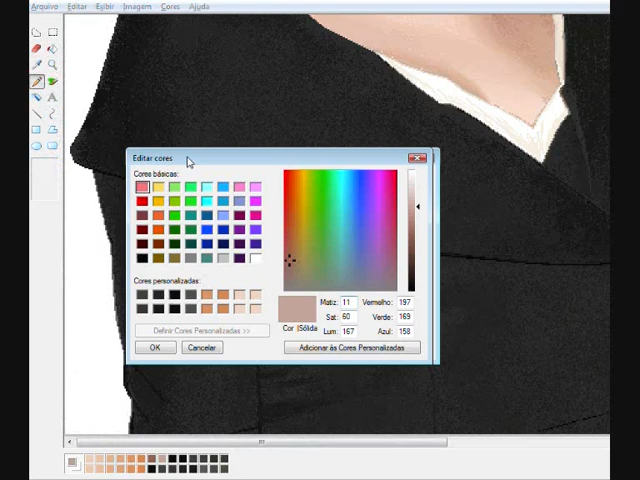 Arquivo Editar Exibir Imagem Cores Ajuda
Editar cores
Cores básicas:
Cores personalizadas:
Definir Cores Personalizadas >>
OK Cancelar
Cor |Sólida
Matiz: 11 Vermelho: 197
Sat: 60 Verde: 169
Lum: 167 Azul: 158
Adicionar às Cores Personalizadas
A